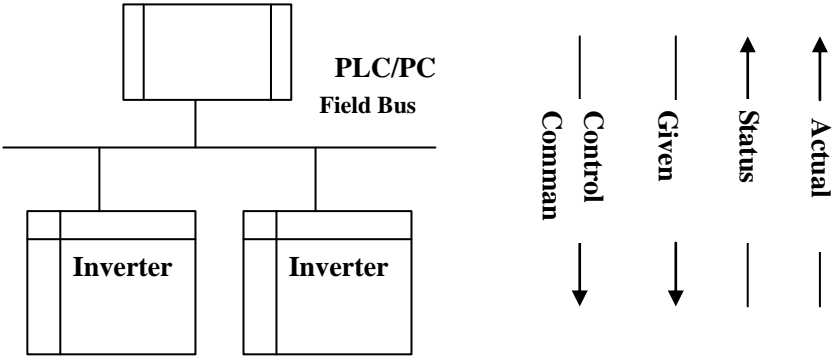 PLC/PC
Field Bus
Inverter
Inverter
Control
Comman
Given
Status
Actual